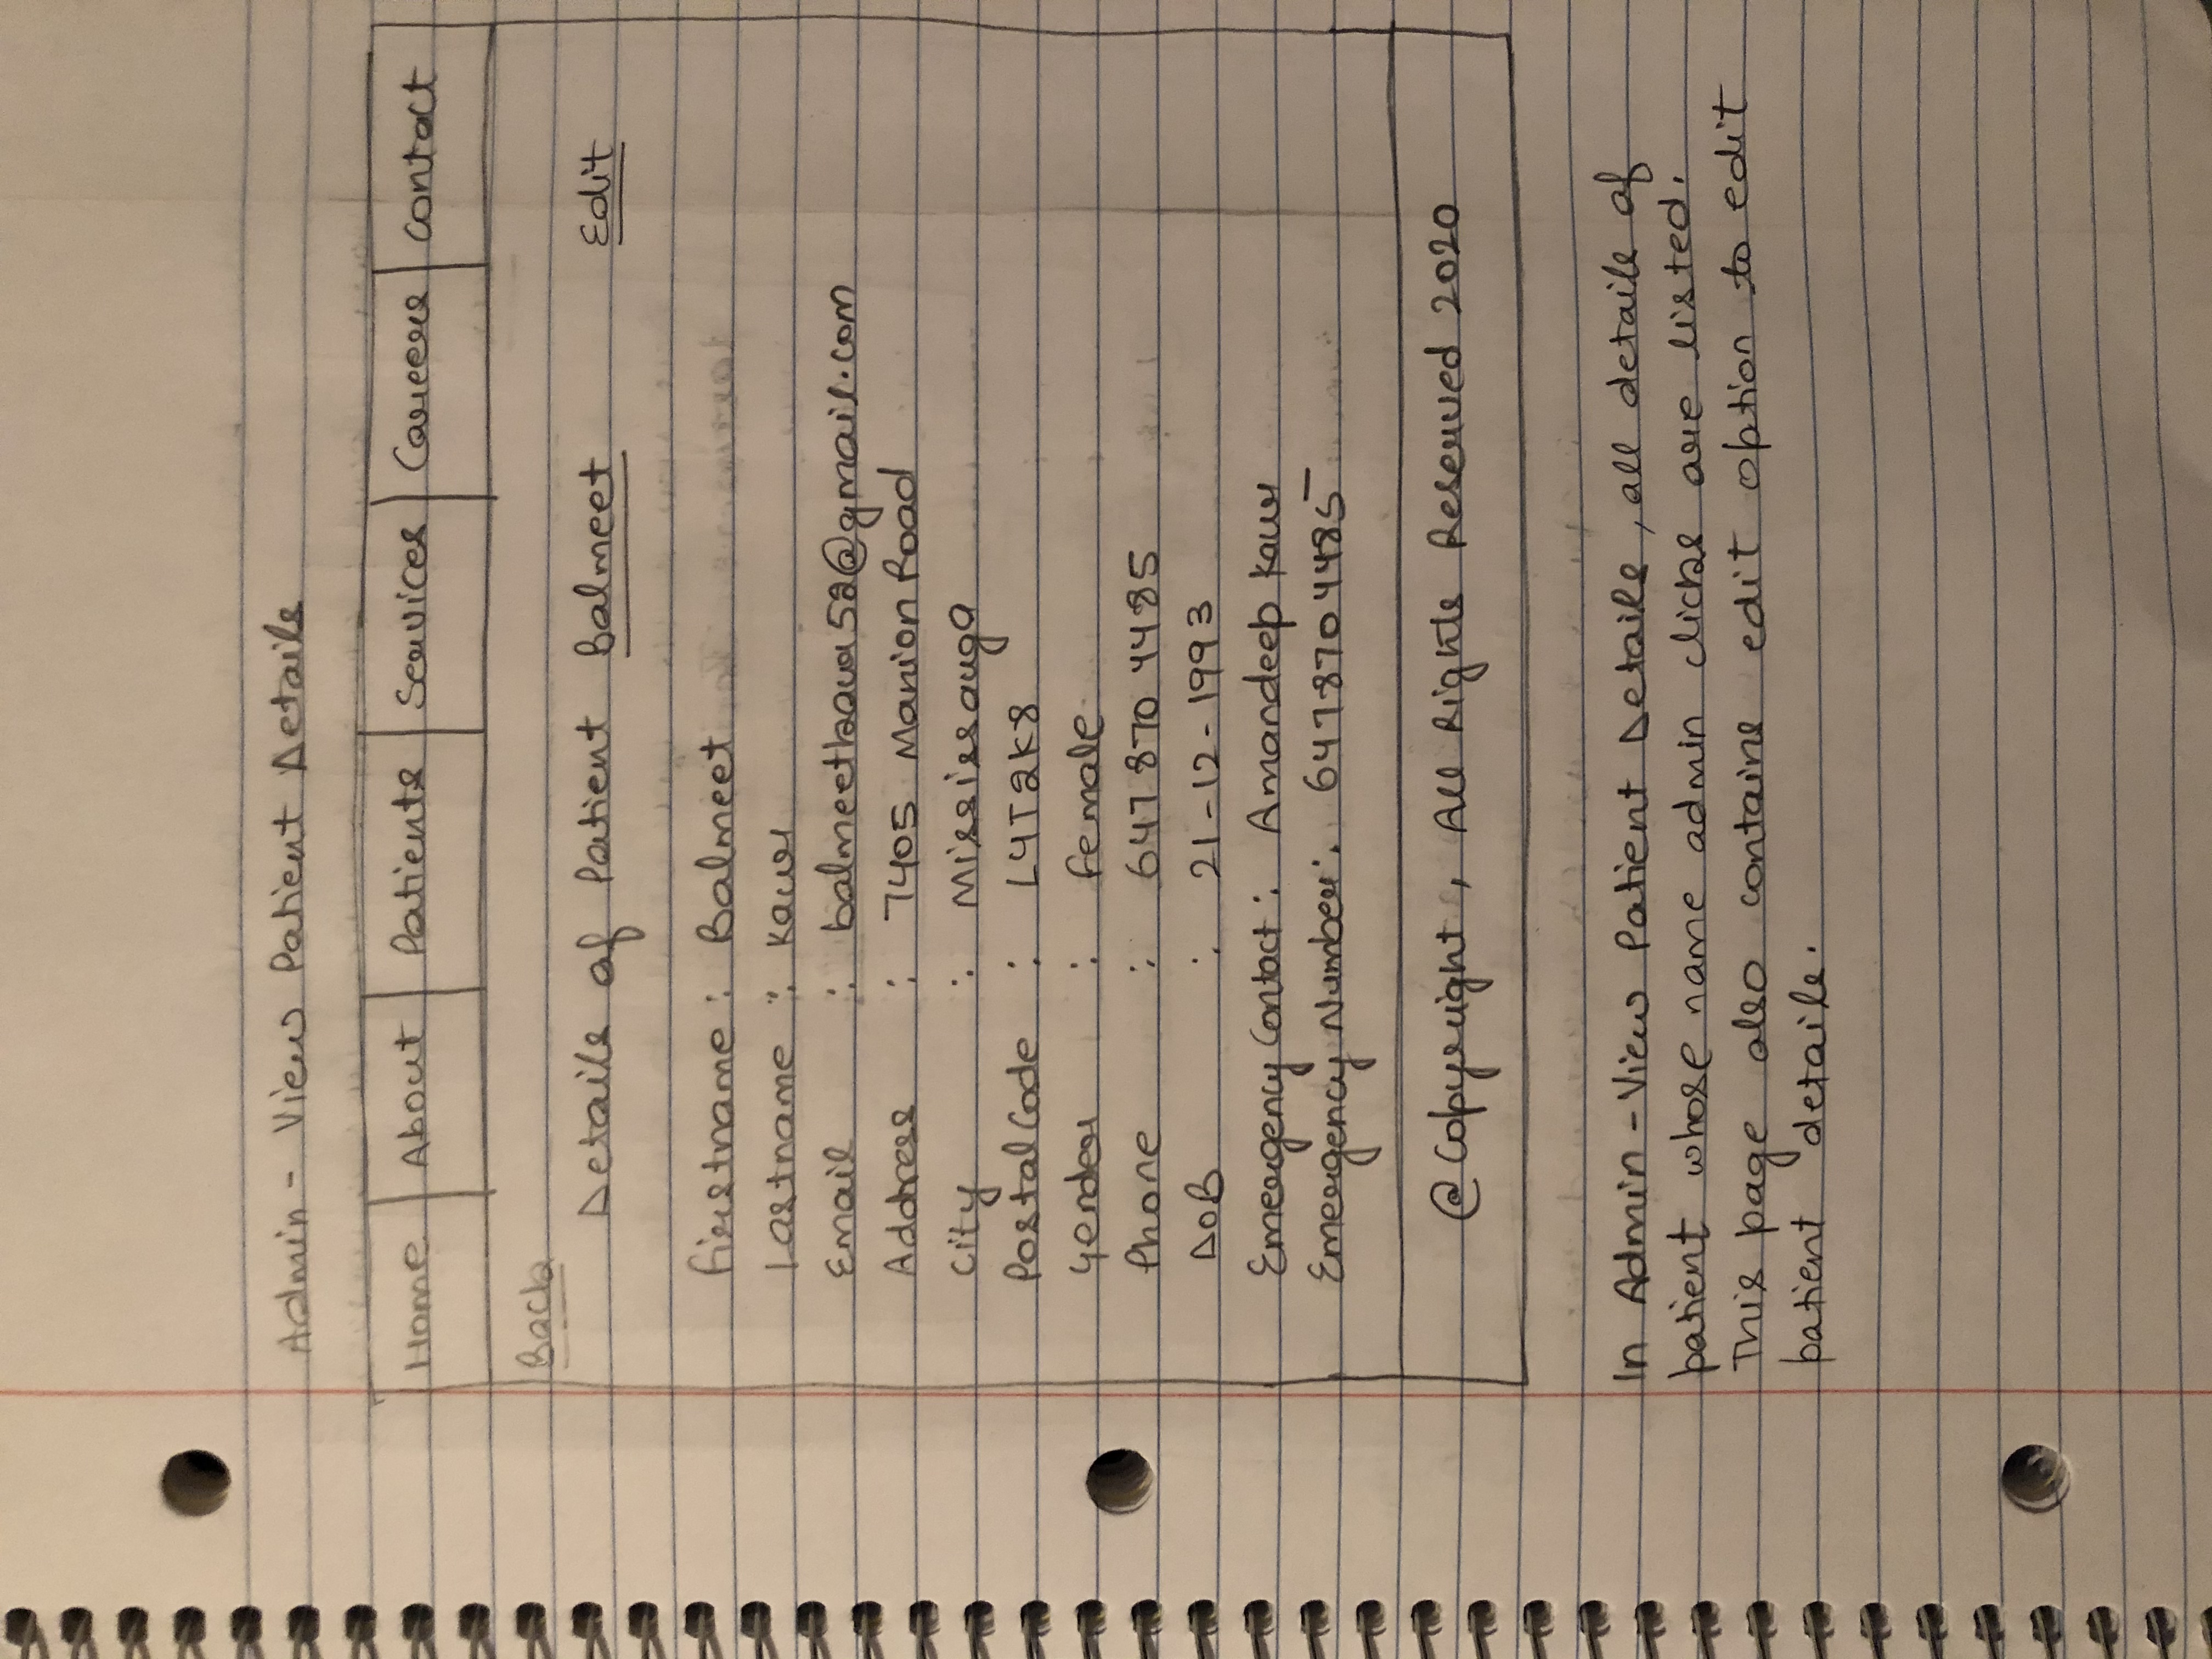 Admin - View Patient Details
Home About Patients Services Careers Contact
Back
Details of Patient Balmeet Edit
Firstname : Balmeet
Lastname : Kaur
Email : balmeetkaur52@gmail.com
Address : 7405 Manion Road
City : Mississauga
Postal Code : L4T2K8
Gender : Female
Phone : 647 870 4485
DOB : 21-12-1993
Emergency Contact : Amandeep Kaur
Emergency Number : 6478704485
@Copyright , All Rights Reserved 2020
In Admin - View Patient Details, all details of
patient whose name admin clicks are listed.
This page also contains edit option to edit
patient details.